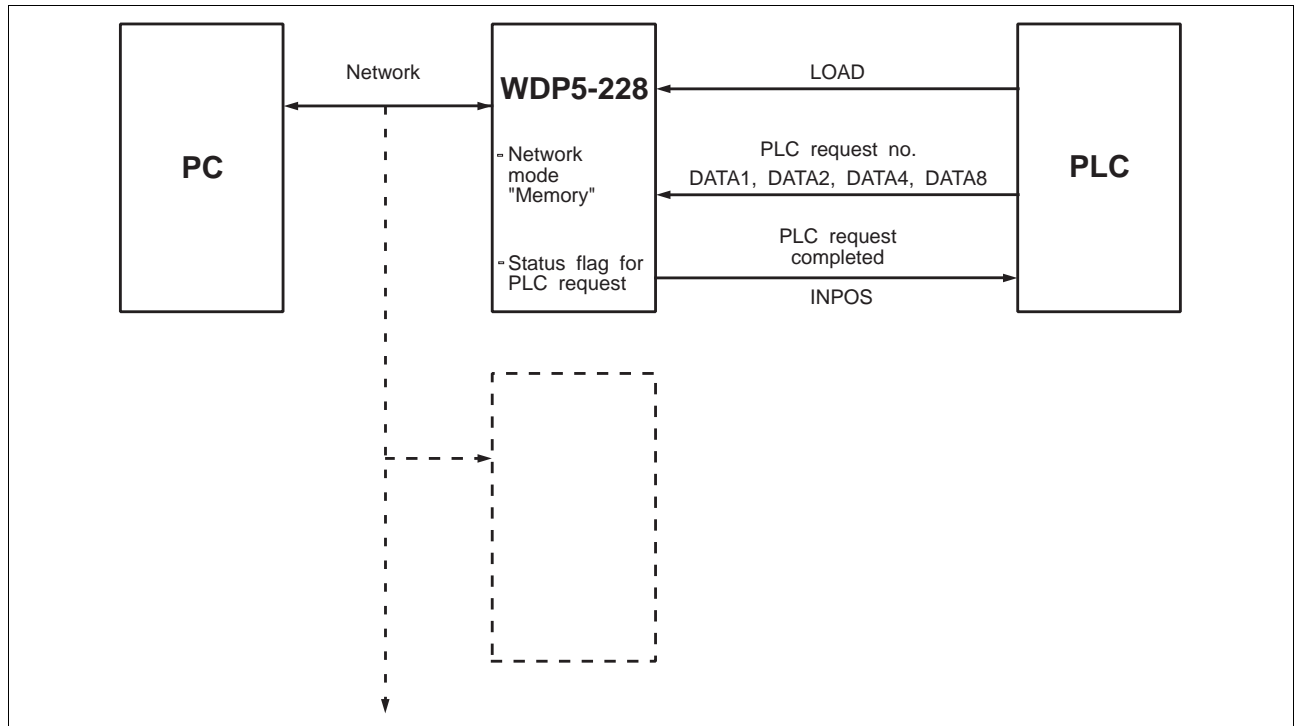 PC
Network
WDP5-228
- Network
mode
"Memory"
- Status flag for
PLC request
LOAD
PLC request no.
DATA1, DATA2, DATA4, DATA8
PLC request
completed
INPOS
PLC